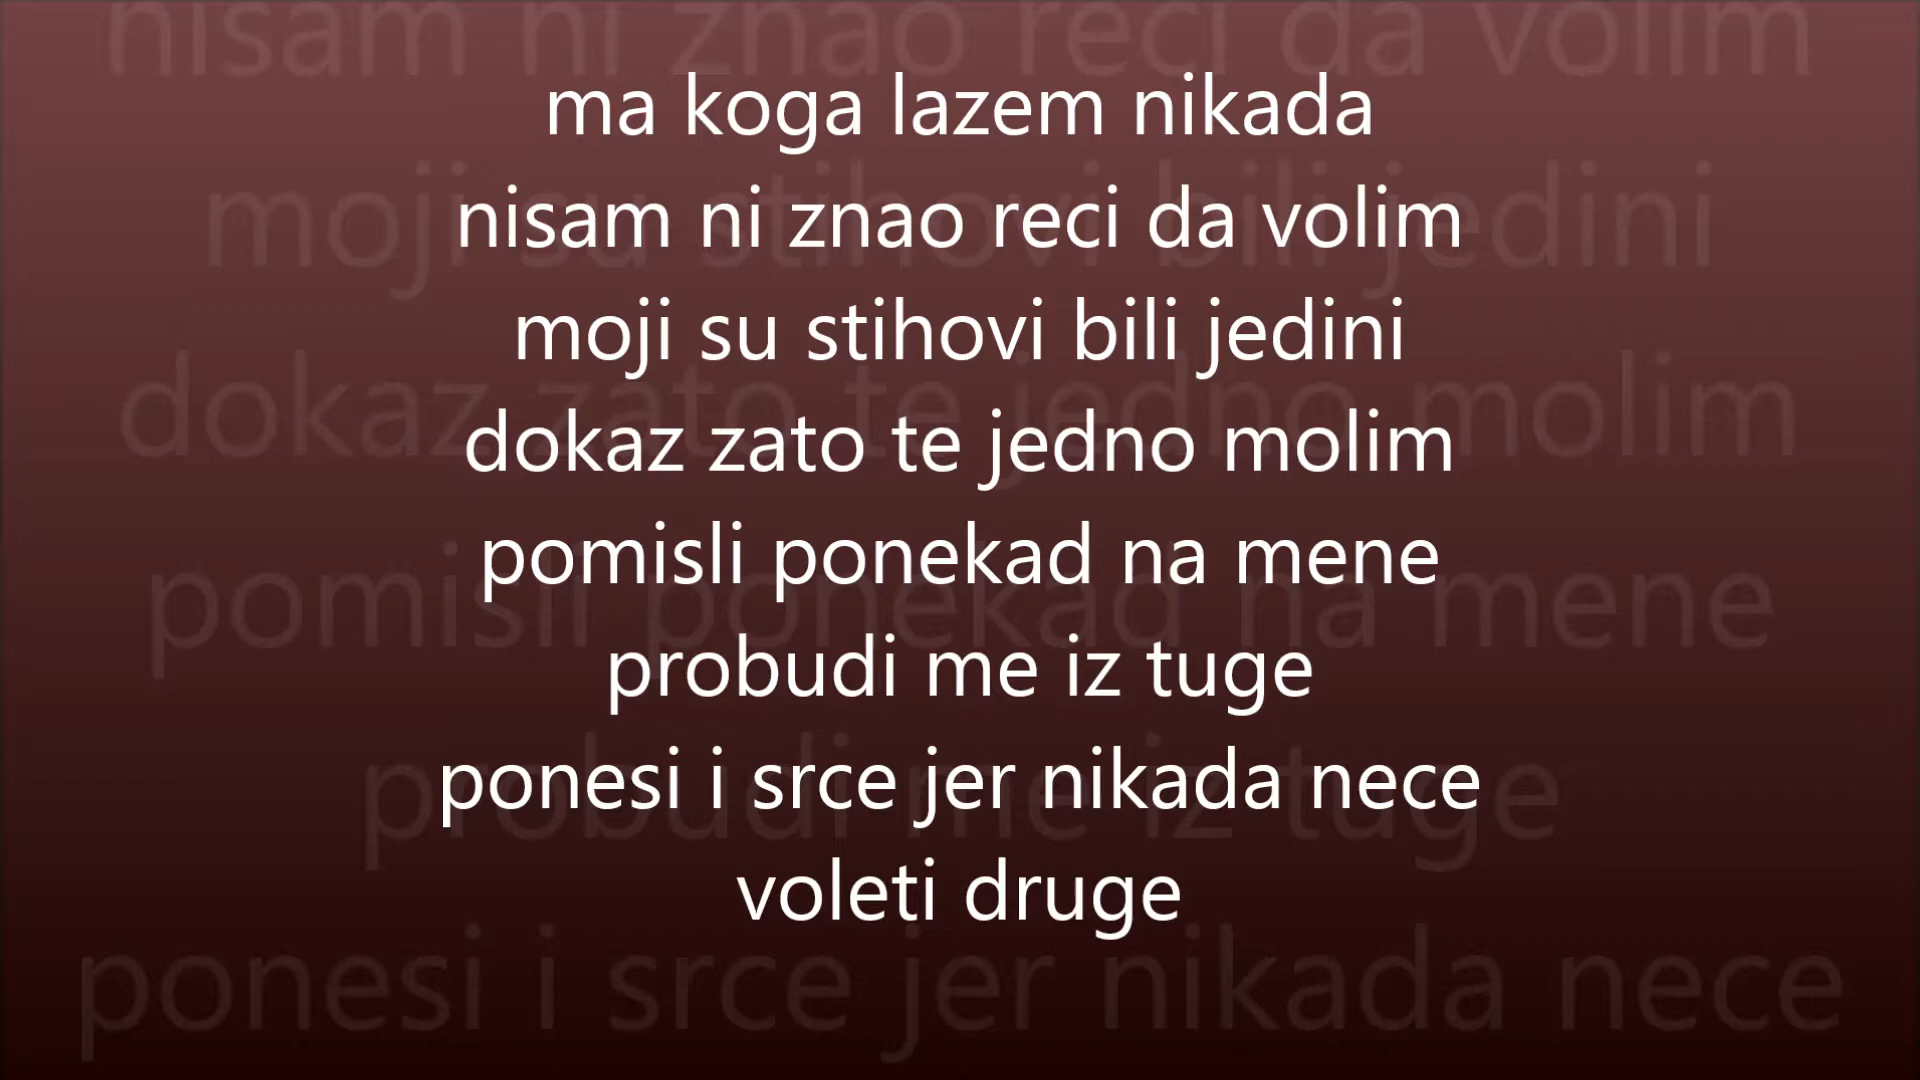 ma koga lazem nikada
nisam ni znao reci da volim
moji su stihovi bili jedini
dokaz zato te jedno molim
pomisli ponekad na mene
probudi me iz tuge
ponesi i srce jer nikada nece
voleti druge